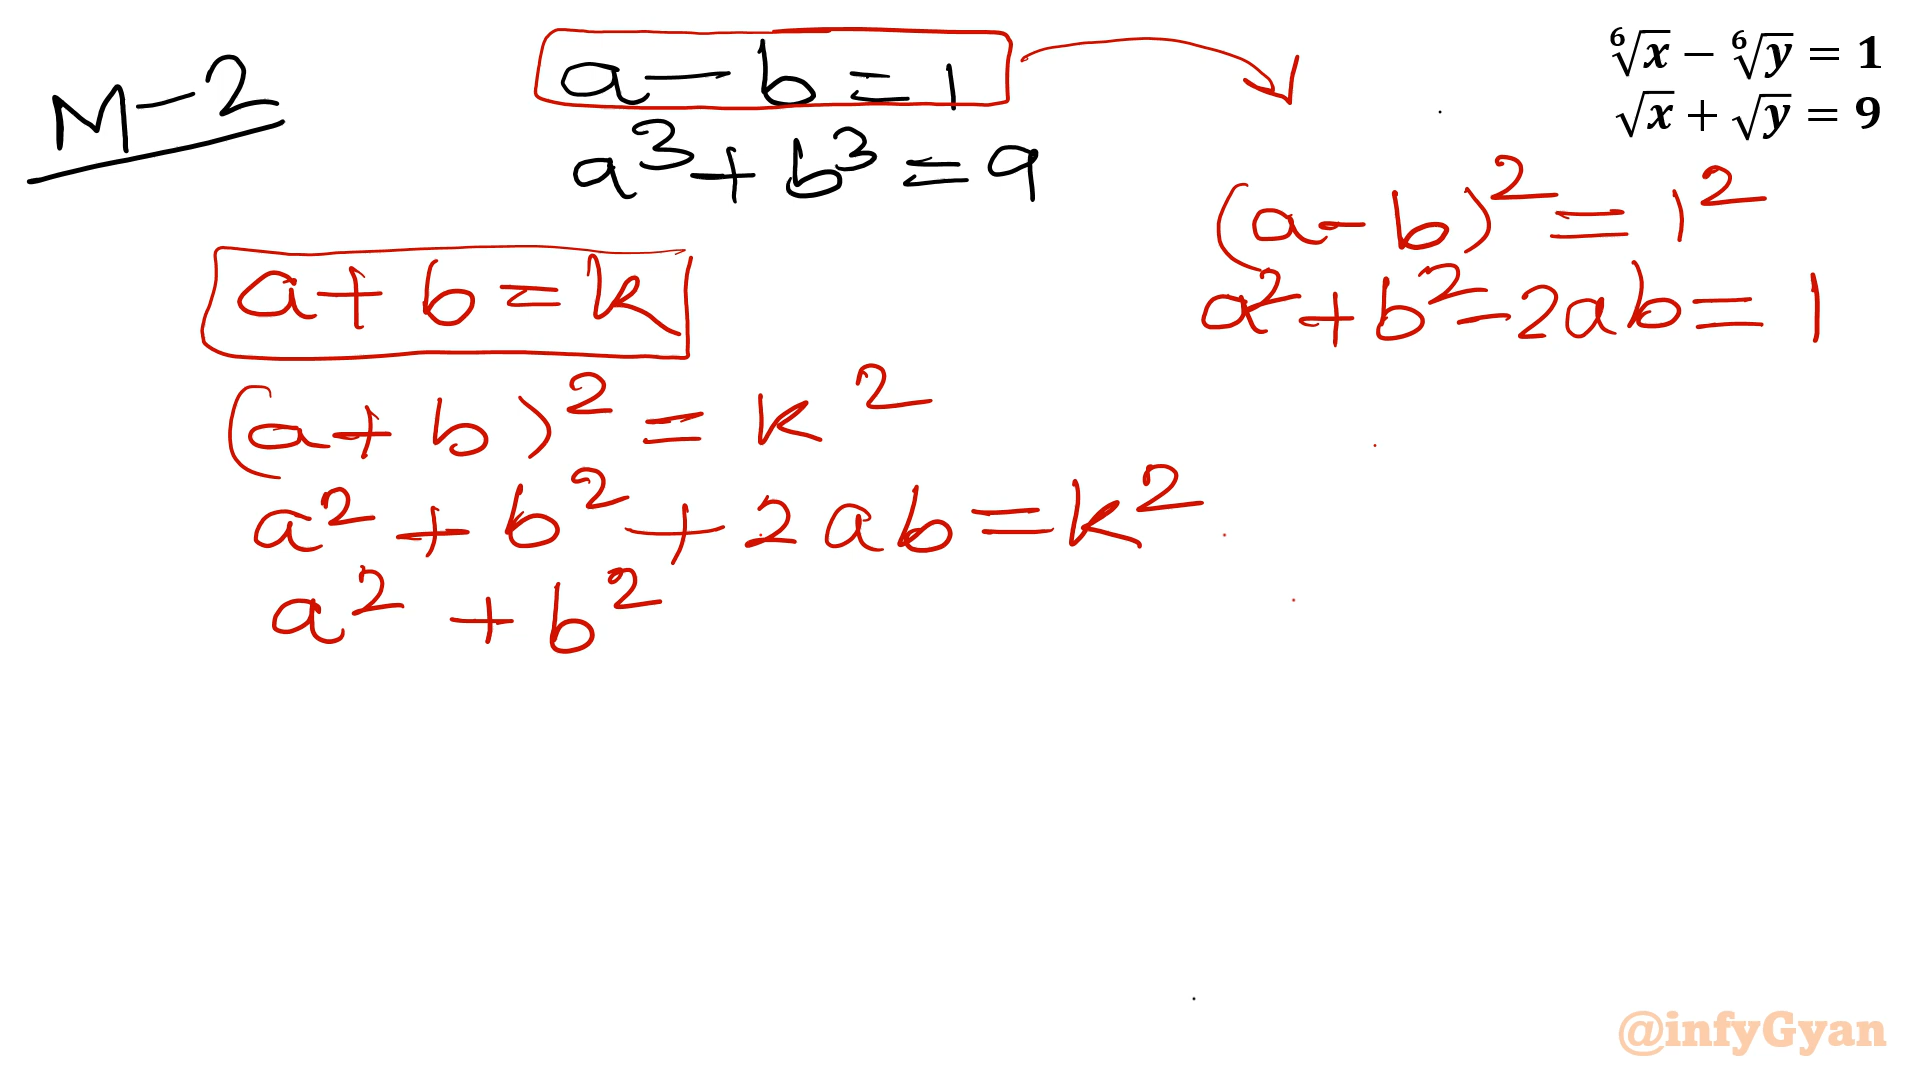 M-2
a - b = 1
a³ + b³ = 9
⁶√x − ⁶√y = 1
√x + √y = 9
(a - b)² = 1²
a² + b² - 2ab = 1
a + b = k
(a + b)² = k²
a² + b² + 2ab = k²
a² + b²
@infyGyan